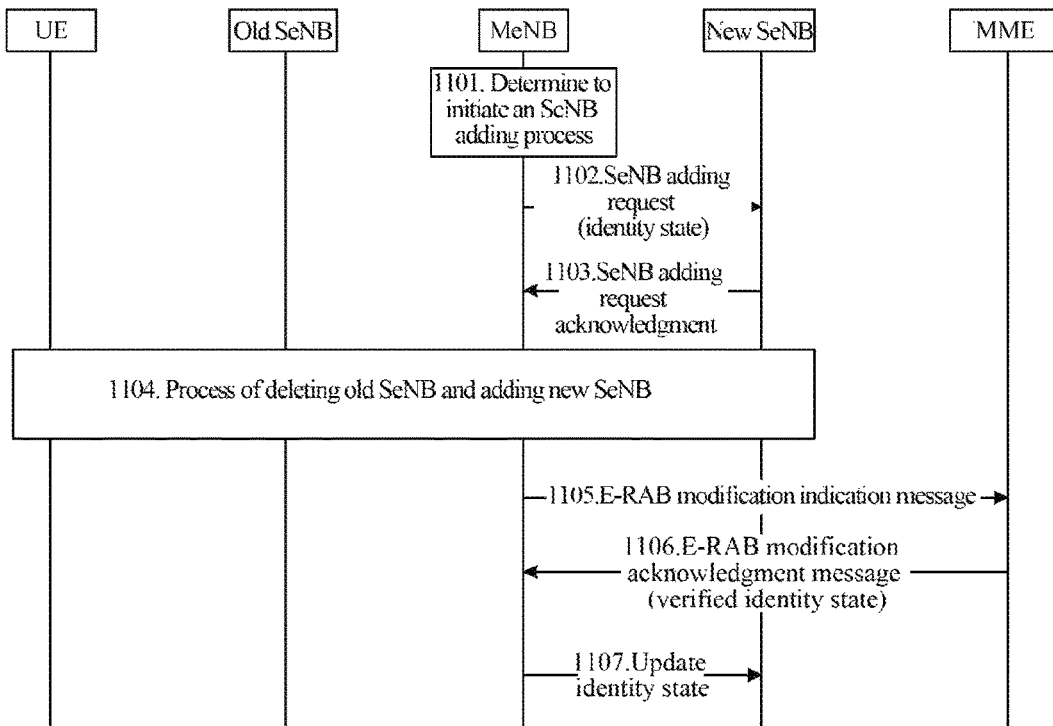 UE
Old SeNB
MeNB
New SeNB
MME
1101. Determine to
initiate an SeNB
adding process
1102.SeNB adding
request
(identity state)
1103.SeNB adding
request
acknowledgment
1104. Process of deleting old SeNB and adding new SeNB
1105.E-RAB modification indication message
1106.E-RAB modification
acknowledgment message
(verified identity state)
1107.Update
identity state